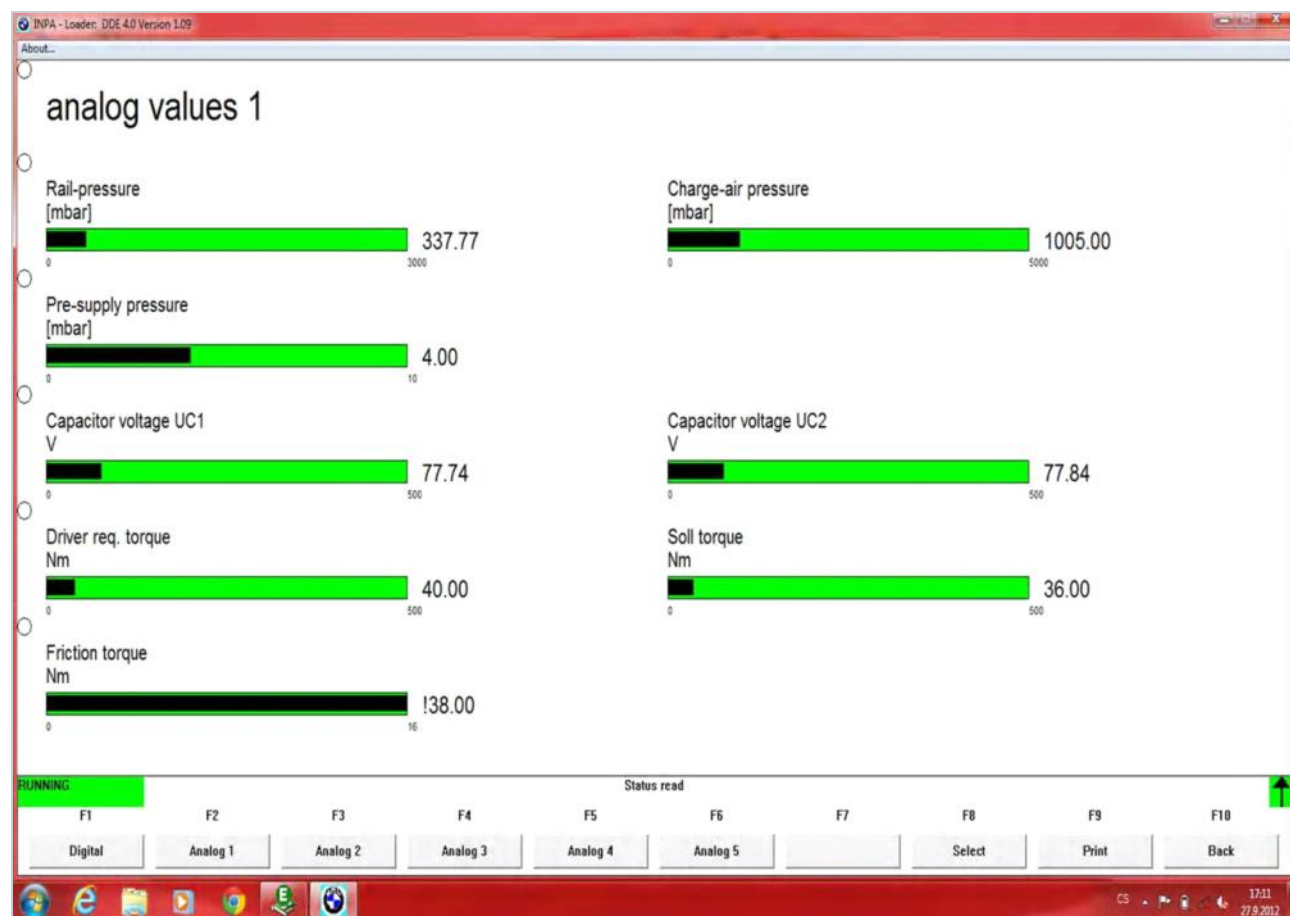 INPA - Loader: DDE 4.0 Version 1.09
About...
analog values 1
Rail-pressure
[mbar]
337.77
0 3000
Charge-air pressure
[mbar]
1005.00
0 5000
Pre-supply pressure
[mbar]
4.00
0 10
Capacitor voltage UC1
V
77.74
0 500
Capacitor voltage UC2
V
77.84
0 500
Driver req. torque
Nm
40.00
0 500
Soll torque
Nm
36.00
0 500
Friction torque
Nm
!38.00
0 16
RUNNING Status read
F1 F2 F3 F4 F5 F6 F7 F8 F9 F10
Digital Analog 1 Analog 2 Analog 3 Analog 4 Analog 5 Select Print Back
CS 17:11
27.9.2012